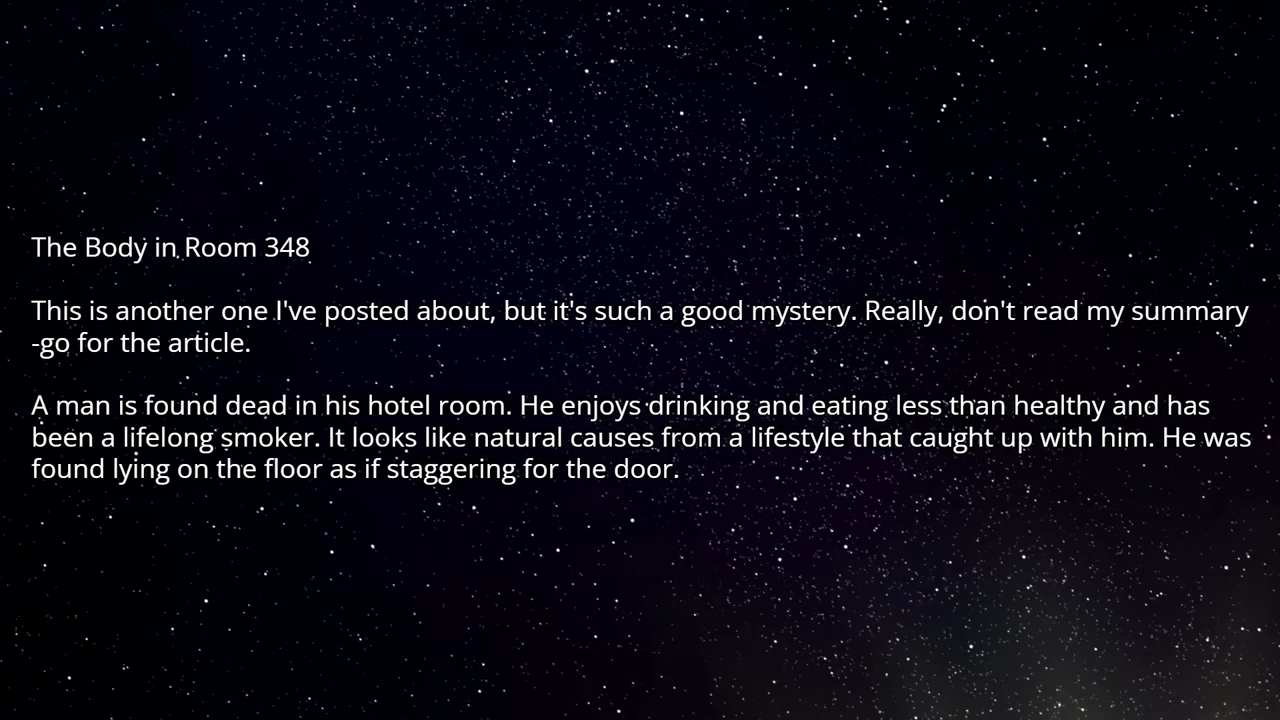 The Body in Room 348
This is another one I've posted about, but it's such a good mystery. Really, don't read my summary
-go for the article.
A man is found dead in his hotel room. He enjoys drinking and eating less than healthy and has
been a lifelong smoker. It looks like natural causes from a lifestyle that caught up with him. He was
found lying on the floor as if staggering for the door.